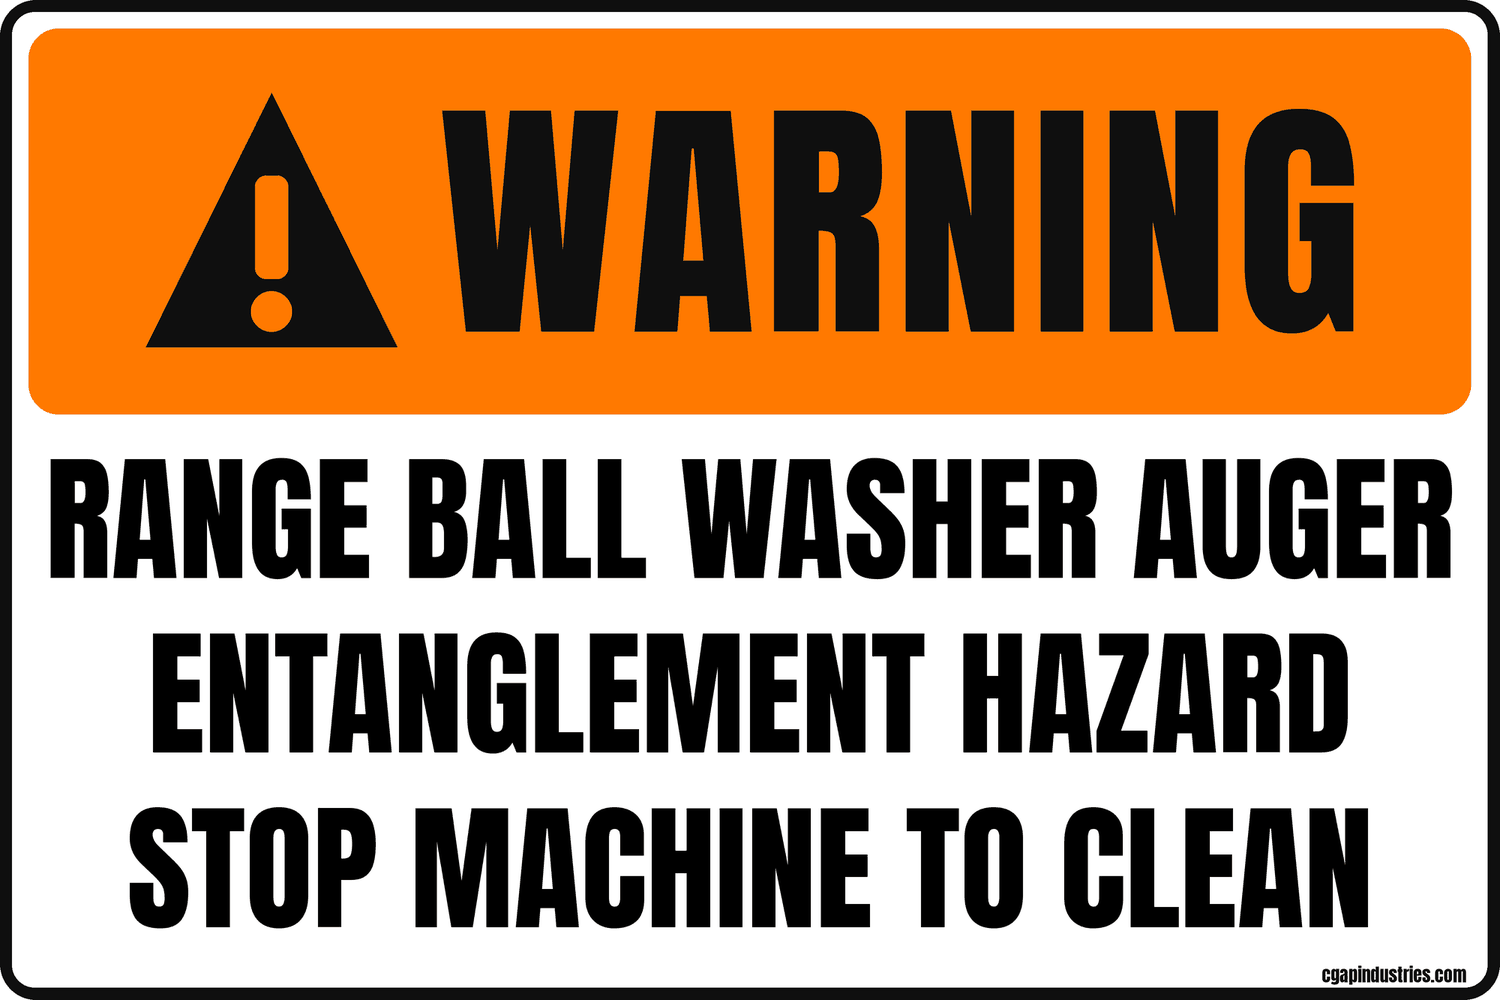 WARNING
RANGE BALL WASHER AUGER
ENTANGLEMENT HAZARD
STOP MACHINE TO CLEAN
cgapindustries.com